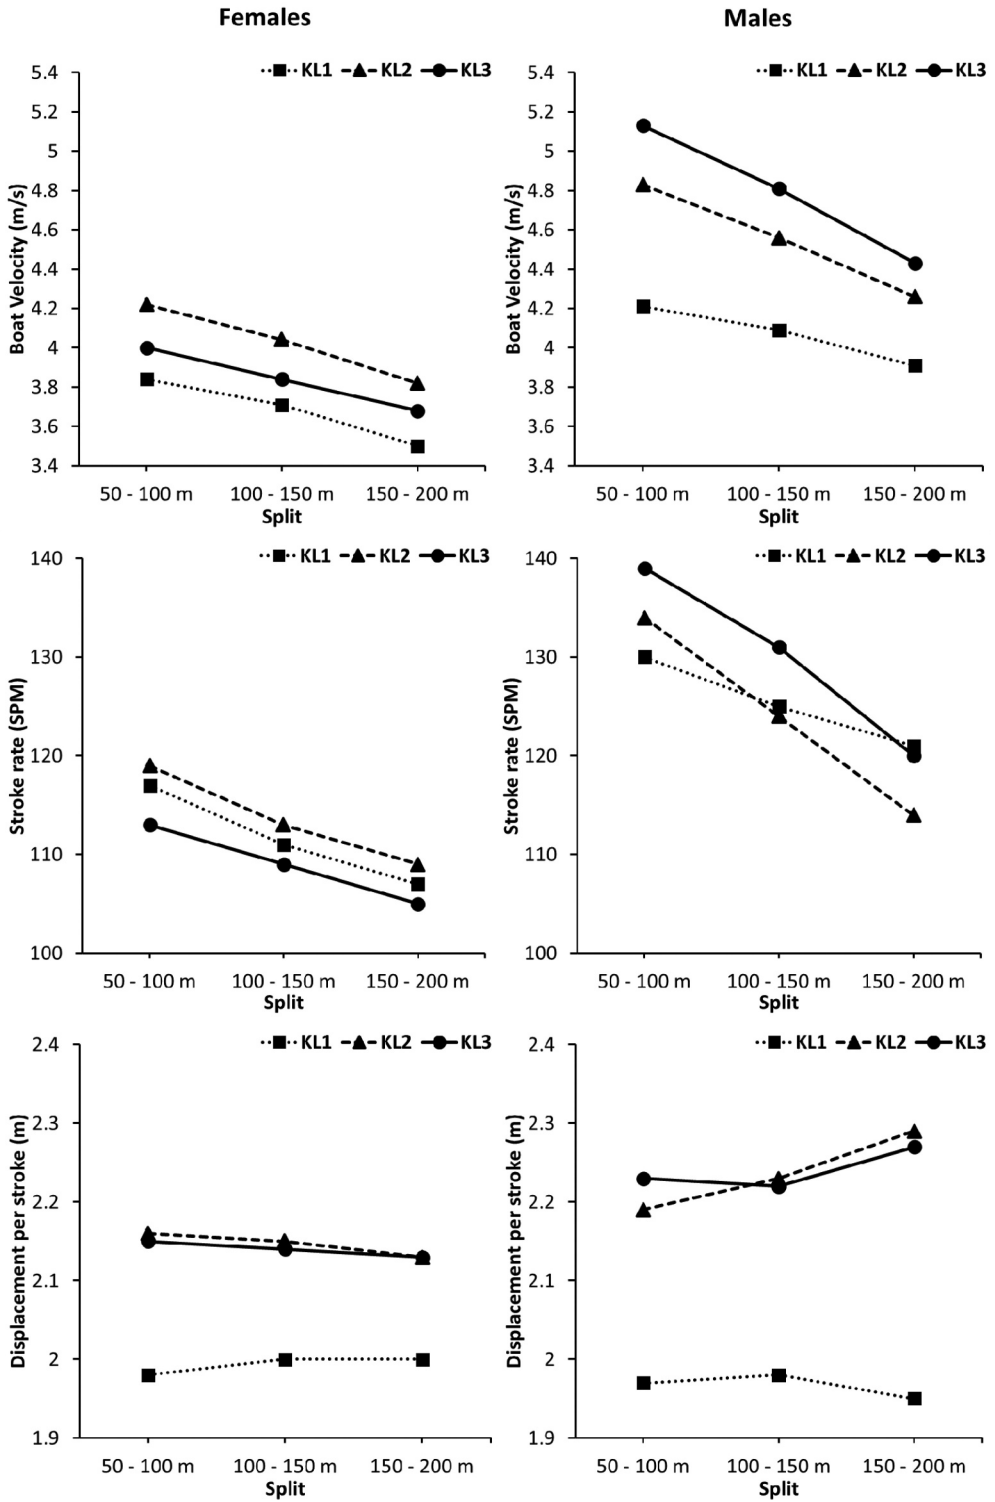 Females
Males
KL1 KL2 KL3
5.4
5.2
5
4.8
4.6
4.4
4.2
4
3.8
3.6
3.4
Boat Velocity (m/s)
50 - 100 m 100 - 150 m 150 - 200 m
Split
KL1 KL2 KL3
5.4
5.2
5
4.8
4.6
4.4
4.2
4
3.8
3.6
3.4
Boat Velocity (m/s)
50 - 100 m 100 - 150 m 150 - 200 m
Split
KL1 KL2 KL3
140
130
120
110
100
Stroke rate (SPM)
50 - 100 m 100 - 150 m 150 - 200 m
Split
KL1 KL2 KL3
140
130
120
110
100
Stroke rate (SPM)
50 - 100 m 100 - 150 m 150 - 200 m
Split
KL1 KL2 KL3
2.4
2.3
2.2
2.1
2
1.9
Displacement per stroke (m)
50 - 100 m 100 - 150 m 150 - 200 m
Split
KL1 KL2 KL3
2.4
2.3
2.2
2.1
2
1.9
Displacement per stroke (m)
50 - 100 m 100 - 150 m 150 - 200 m
Split